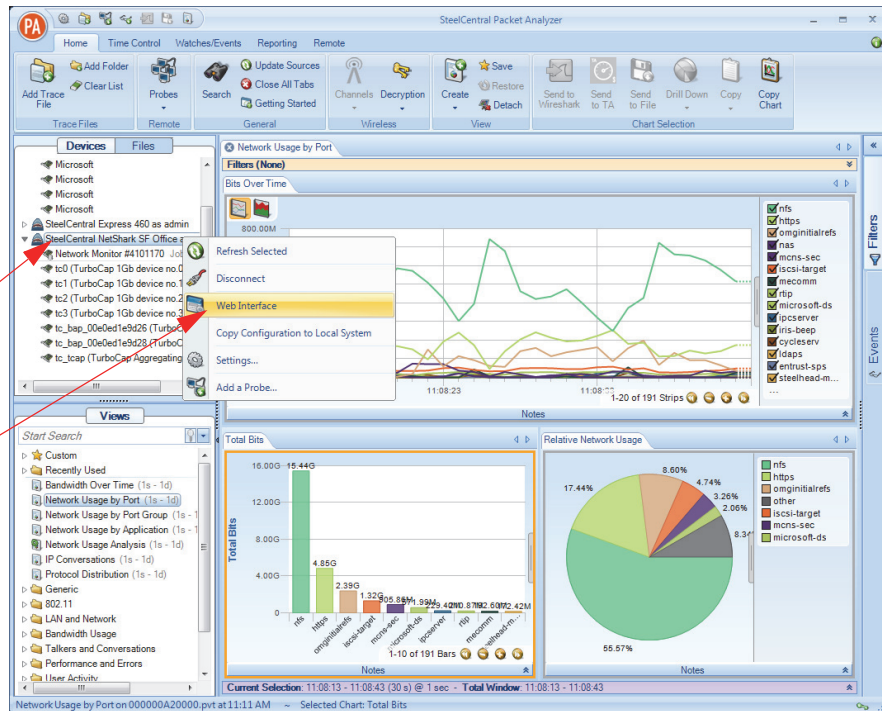 SteelCentral Packet Analyzer
PA
Home Time Control Watches/Events Reporting Remote
Add Trace File
Add Folder
Clear List
Trace Files
Probes
Remote
Search
Update Sources
Close All Tabs
Getting Started
General
Channels
Decryption
Wireless
Create
Save
Restore
Detach
View
Send to Wireshark
Send to TA
Send to File
Drill Down
Copy
Copy Chart
Chart Selection
Devices Files
Microsoft
Microsoft
Microsoft
Microsoft
SteelCentral Express 460 as admin
SteelCentral NetShark SF Office a
Network Monitor #4101170 Jo
tc0 (TurboCap 1Gb device no.0
tc1 (TurboCap 1Gb device no.1
tc2 (TurboCap 1Gb device no.2
tc3 (TurboCap 1Gb device no.3
tc_bap_00e0ed1e9d26 (TurboC
tc_bap_00e0ed1e9d28 (TurboC
tc_tcap (TurboCap Aggregating
Refresh Selected
Disconnect
Web Interface
Copy Configuration to Local System
Settings...
Add a Probe...
Views
Start Search
Custom
Recently Used
Bandwidth Over Time (1s - 1d)
Network Usage by Port (1s - 1d)
Network Usage by Port Group (1s - 1
Network Usage by Application (1s - 1
Network Usage Analysis (1s - 1d)
IP Conversations (1s - 1d)
Protocol Distribution (1s - 1d)
Generic
802.11
LAN and Network
Bandwidth Usage
Talkers and Conversations
Performance and Errors
User Activity
Network Usage by Port
Filters (None)
Bits Over Time
800.00M
11:08:23
1-20 of 191 Strips
Notes
nfs
https
omginitialrefs
nas
mcns-sec
iscsi-target
mecomm
rtip
microsoft-ds
ipcserver
iris-beep
cycleserv
ldaps
entrust-sps
steelhead-m...
...
Filters
Events
Total Bits
Total Bits
16.00G
12.00G
8.00G
4.00G
0
15.44G
4.85G
2.39G
1.32G
nfs
https
omginitialrefs
iscsi-target
mcns-sec
microsoft-ds
ipcserver
rtip
mecomm
1-10 of 191 Bars
Notes
Relative Network Usage
17.44%
8.60%
4.74%
3.26%
2.06%
8.34
55.57%
nfs
https
omginitialrefs
other
iscsi-target
mcns-sec
microsoft-ds
Notes
Current Selection: 11:08:13 - 11:08:43 (30 s) @ 1 sec - Total Window: 11:08:13 - 11:08:43
Network Usage by Port on 000000A20000.pvt at 11:11 AM ~ Selected Chart: Total Bits